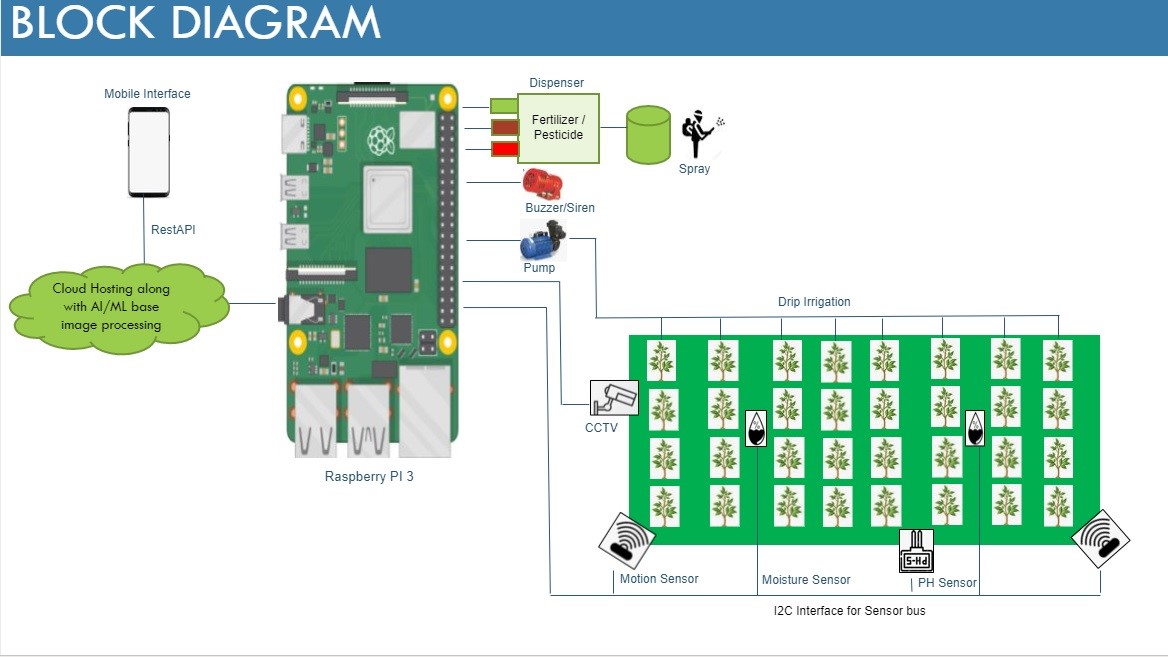 BLOCK DIAGRAM
Mobile Interface
RestAPI
Cloud Hosting along
with AI/ML base
image processing
Raspberry PI 3
Dispenser
Fertilizer /
Pesticide
Spray
Buzzer/Siren
Pump
Drip Irrigation
CCTV
PH-S
Motion Sensor
Moisture Sensor
PH Sensor
I2C Interface for Sensor bus